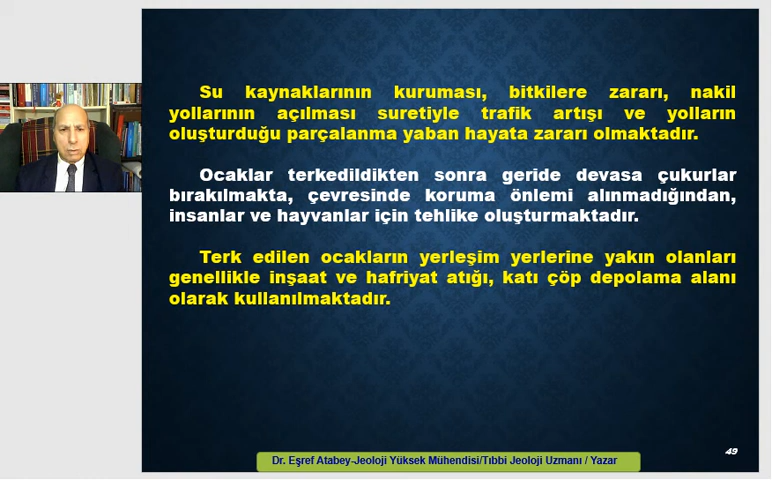 Su kaynaklarının kuruması, bitkilere zararı, nakil
yollarının açılması suretiyle trafik artışı ve yolların
oluşturduğu parçalanma yaban hayata zararı olmaktadır.
Ocaklar terkedildikten sonra geride devasa çukurlar
bırakılmakta, çevresinde koruma önlemi alınmadığından,
insanlar ve hayvanlar için tehlike oluşturmaktadır.
Terk edilen ocakların yerleşim yerlerine yakın olanları
genellikle inşaat ve hafriyat atığı, katı çöp depolama alanı
olarak kullanılmaktadır.
49
Dr. Eşref Atabey-Jeoloji Yüksek Mühendisi/Tıbbi Jeoloji Uzmanı / Yazar